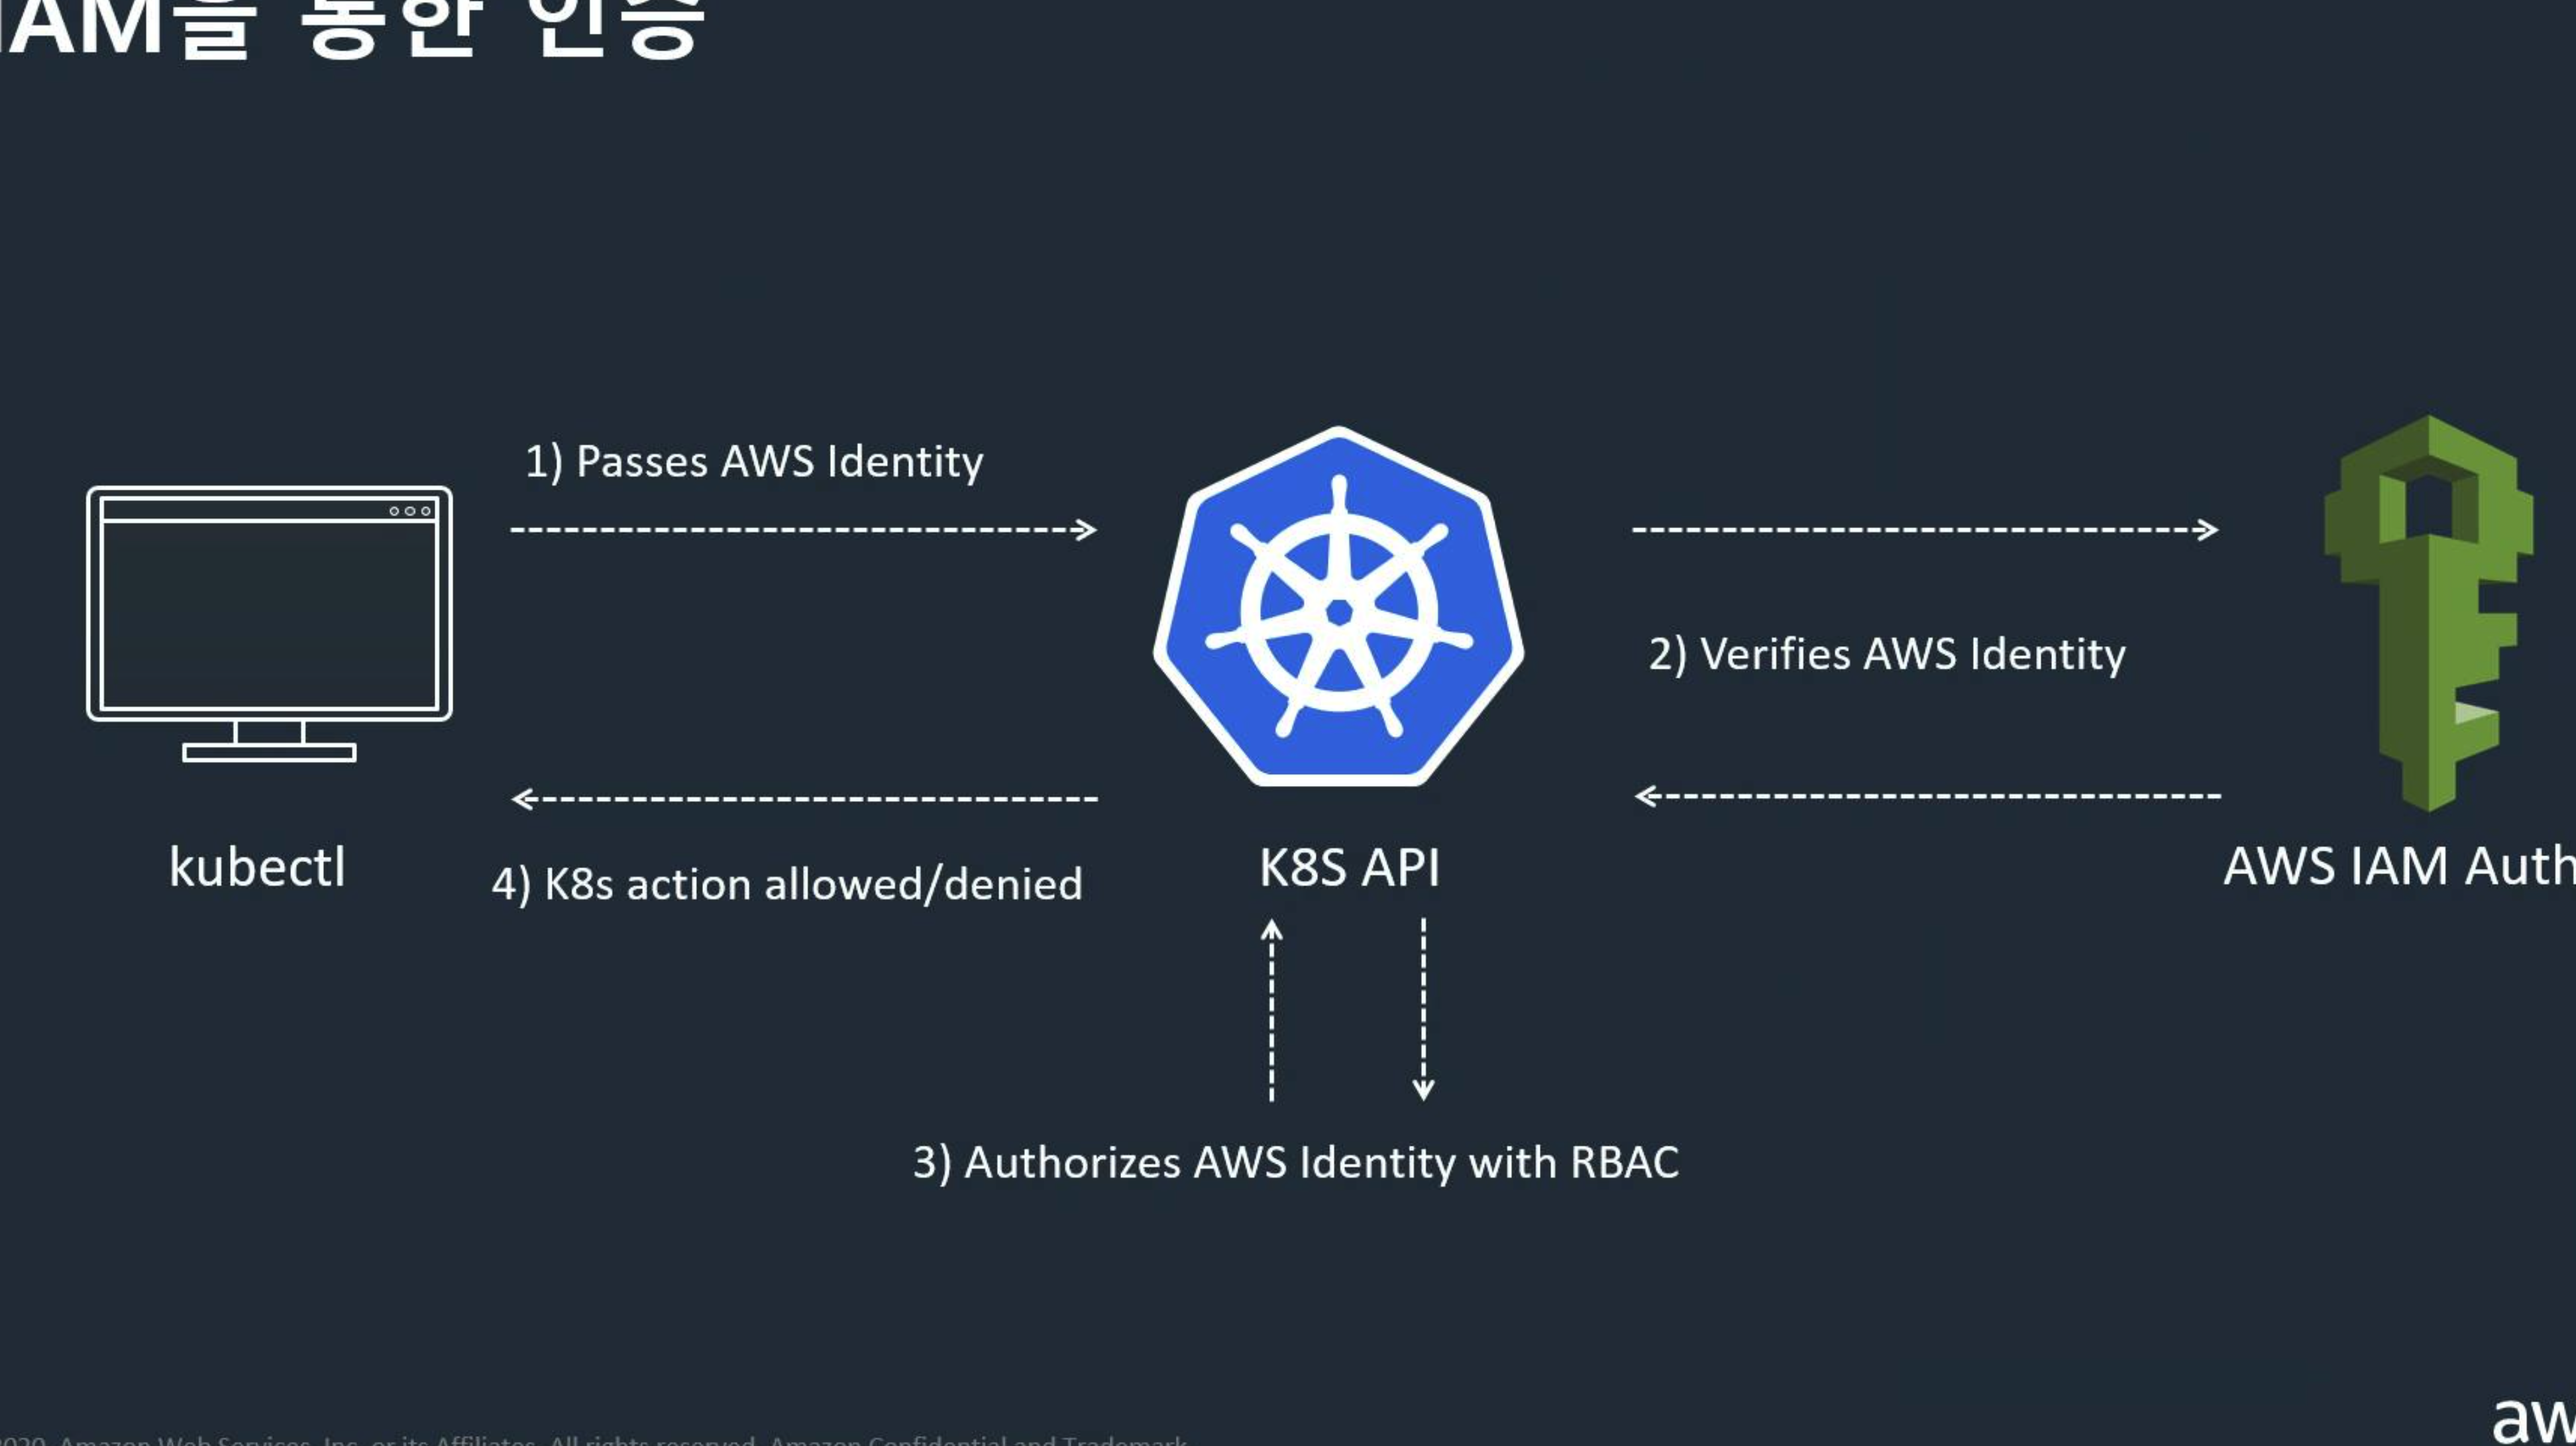 IAM을 통한 인증
1) Passes AWS Identity
2) Verifies AWS Identity
kubectl
4) K8s action allowed/denied
K8S API
AWS IAM Auth
3) Authorizes AWS Identity with RBAC
aw
2020, Amazon Web Services, Inc. or its Affiliates. All rights reserved. Amazon Confidential and Trademark